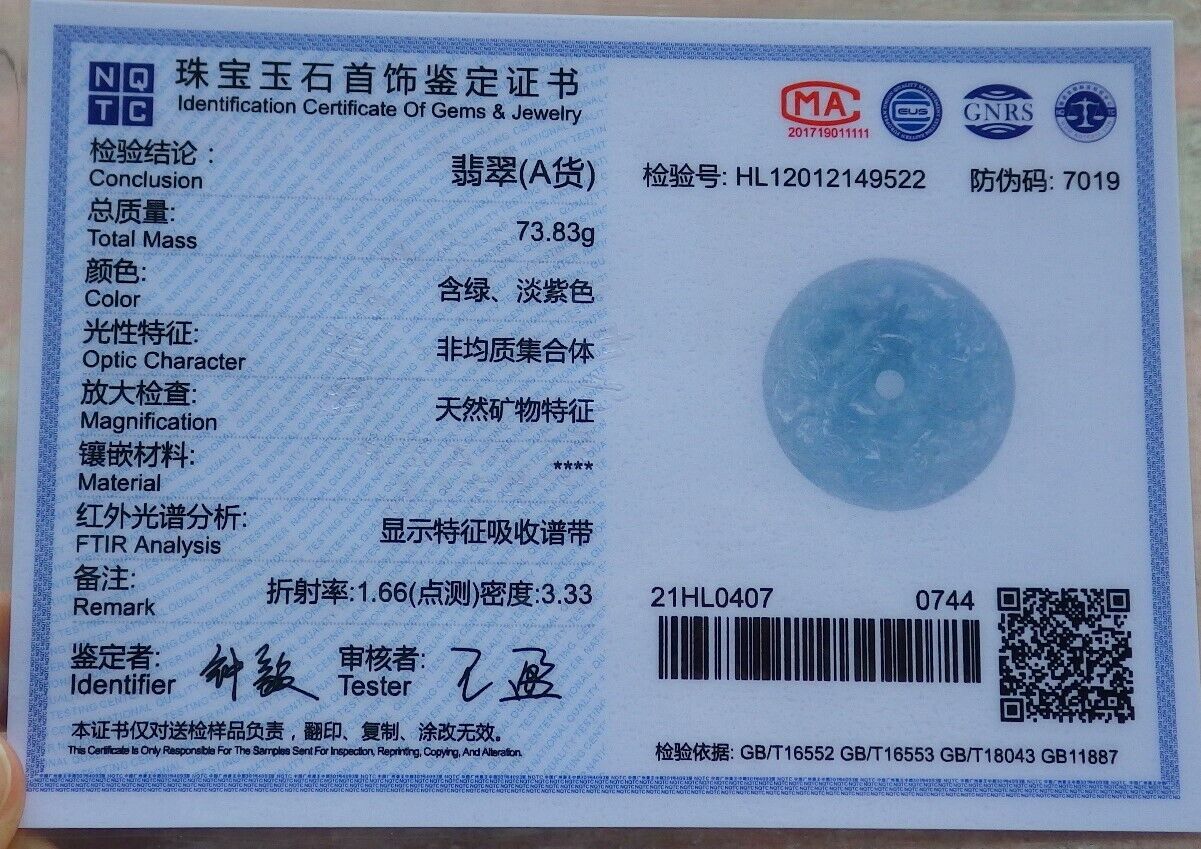 NQ
TC
珠宝玉石首饰鉴定证书
Identification Certificate Of Gems & Jewelry
MA
201719011111
GNRS
检验结论：
Conclusion
翡翠(A货)
检验号: HL12012149522
防伪码: 7019
总质量:
Total Mass
73.83g
颜色:
Color
含绿、淡紫色
光性特征:
Optic Character
非均质集合体
放大检查:
Magnification
天然矿物特征
镶嵌材料:
Material
****
红外光谱分析:
FTIR Analysis
显示特征吸收谱带
备注:
Remark
折射率:1.66(点测)密度:3.33
21HL0407
0744
鉴定者:
Identifier
审核者:
Tester
本证书仅对送检样品负责，翻印、复制、涂改无效。
This Certificate Is Only Responsible For The Samples Sent For Inspection, Reprinting, Copying, And Alteration.
检验依据: GB/T16552 GB/T16553 GB/T18043 GB11887